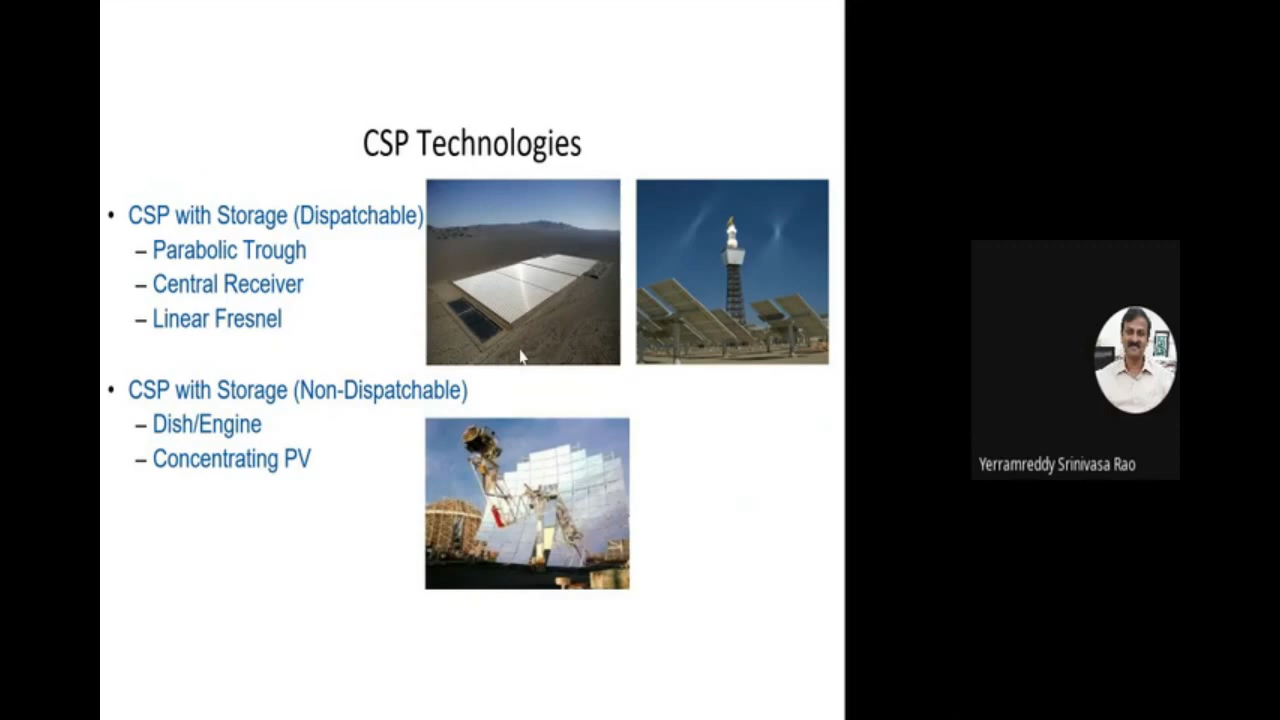 CSP Technologies
• CSP with Storage (Dispatchable)
– Parabolic Trough
– Central Receiver
– Linear Fresnel
• CSP with Storage (Non-Dispatchable)
– Dish/Engine
– Concentrating PV
Yerramreddy Srinivasa Rao